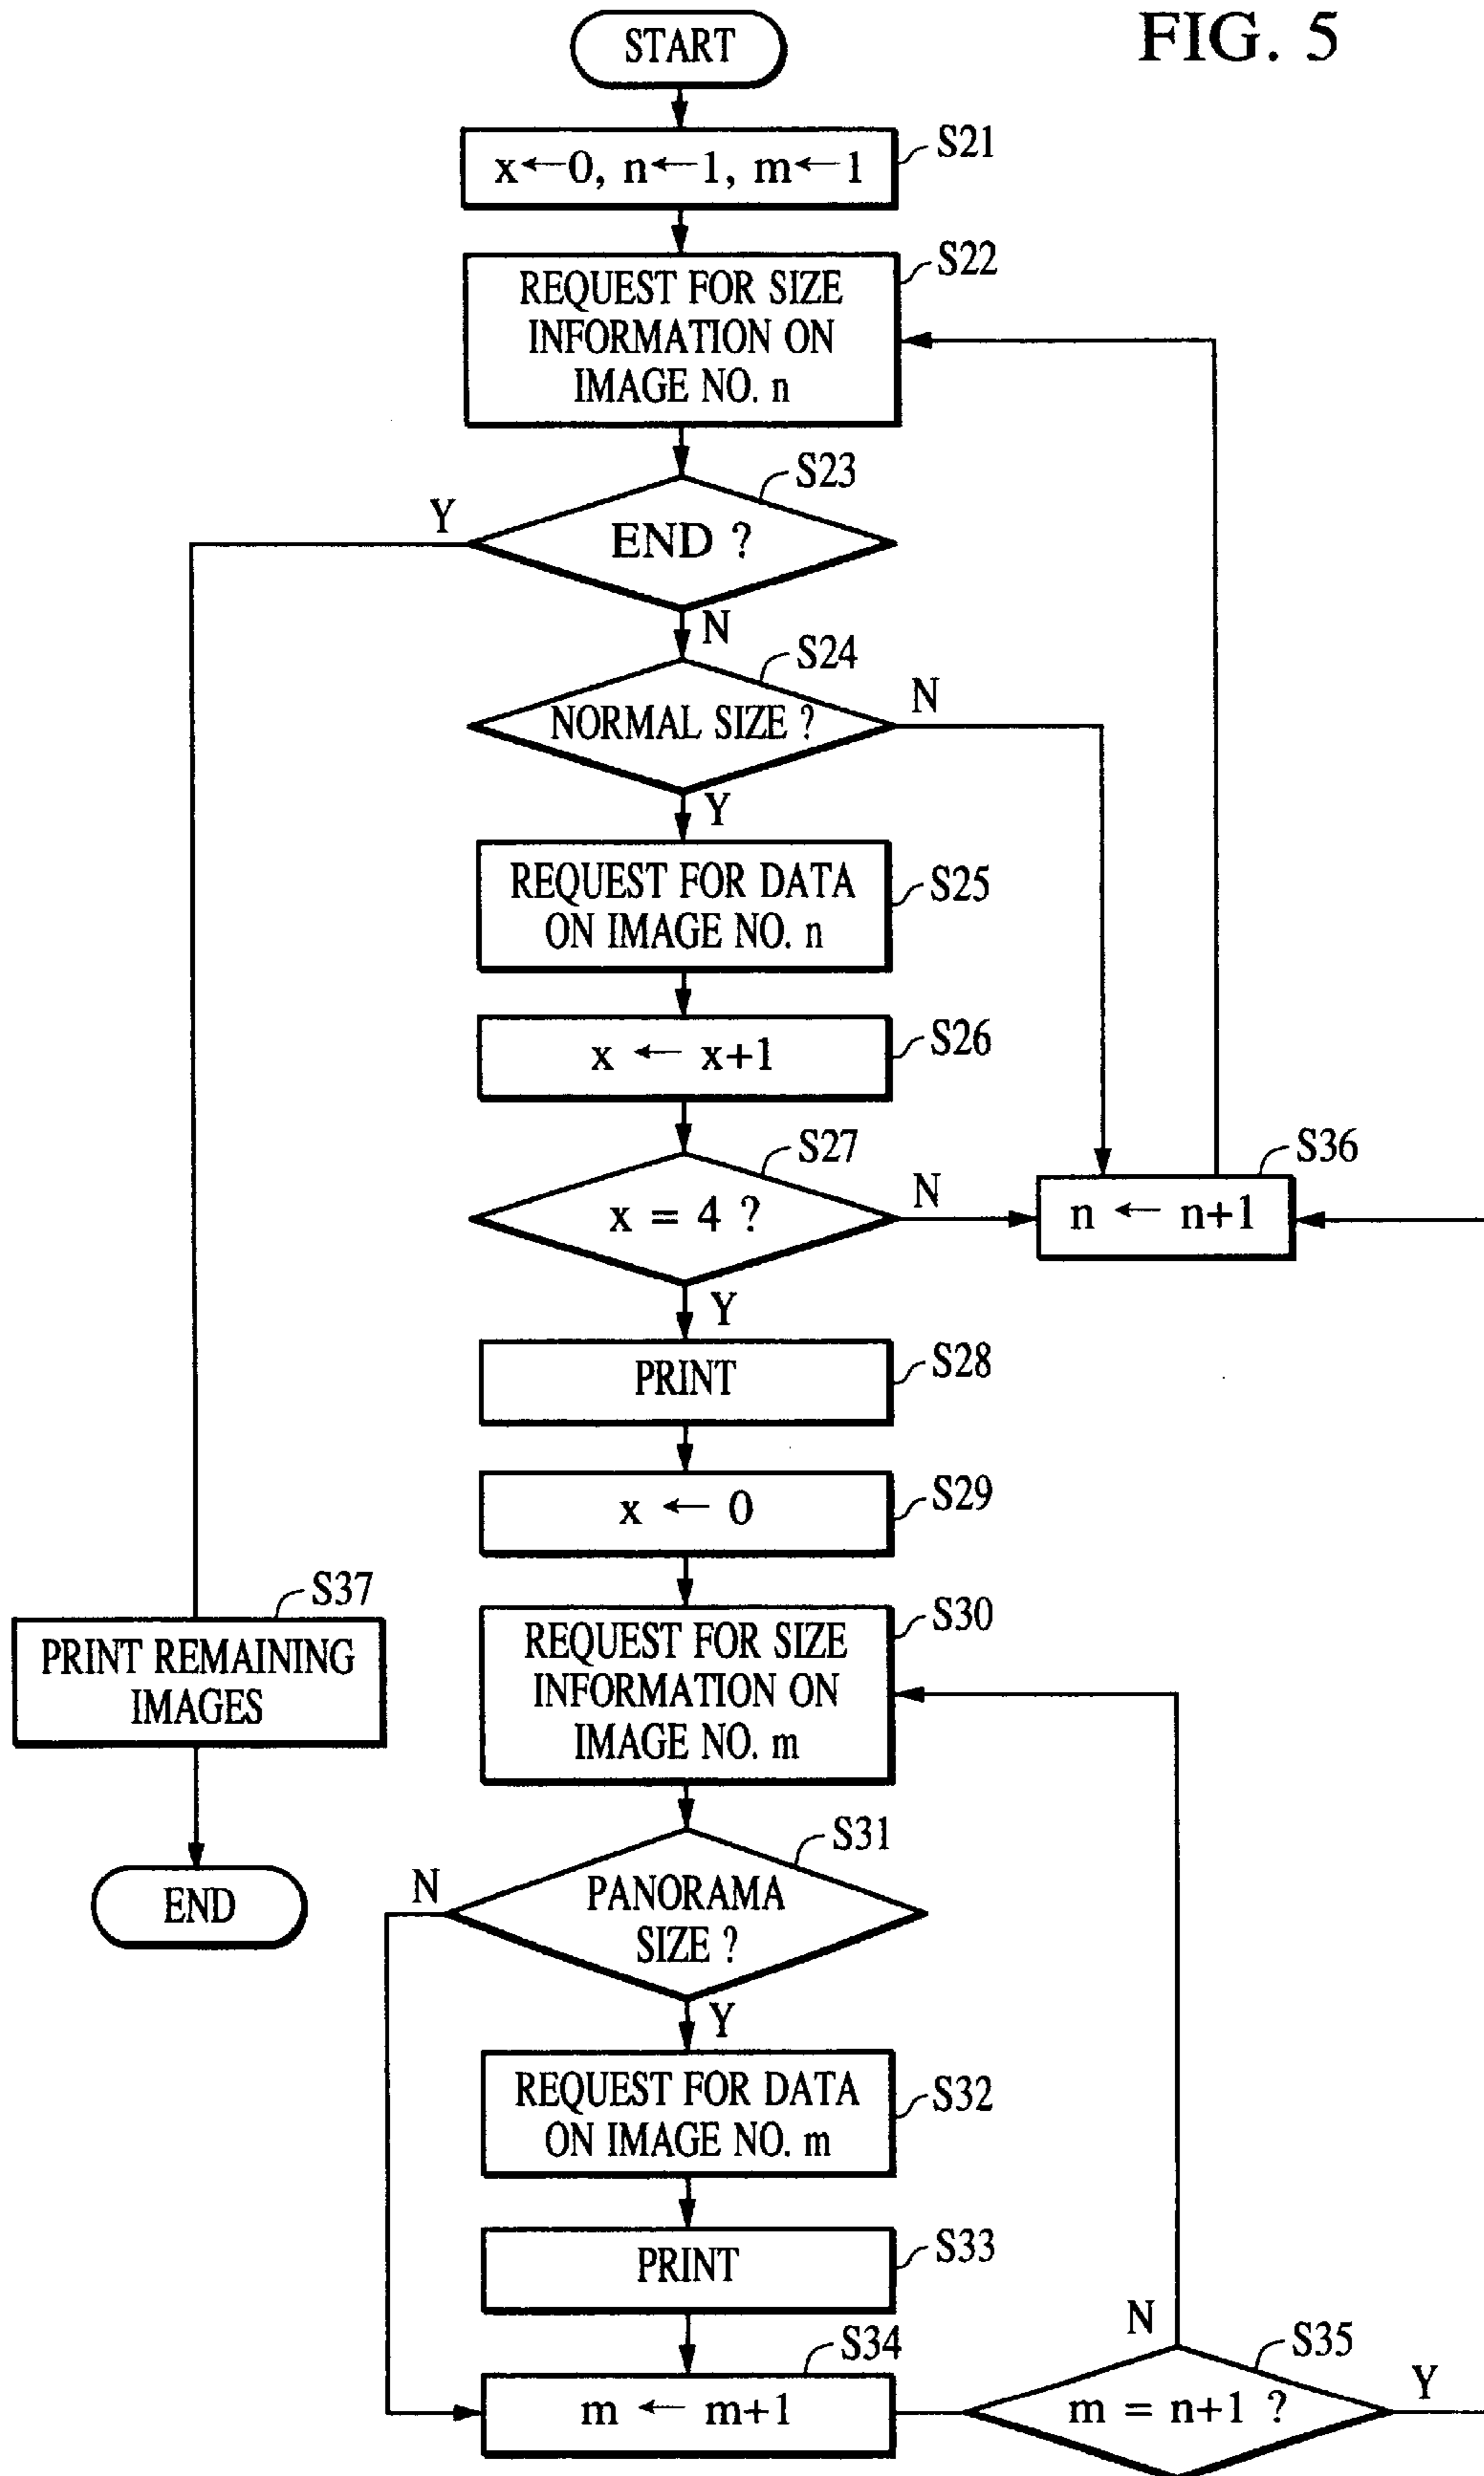 FIG. 5
START
x←0, n←1, m←1
S21
REQUEST FOR SIZE
INFORMATION ON
IMAGE NO. n
S22
END ?
S23
Y
N
NORMAL SIZE ?
S24
N
Y
REQUEST FOR DATA
ON IMAGE NO. n
S25
x ← x+1
S26
x = 4 ?
S27
N
Y
n ← n+1
S36
PRINT
S28
x ← 0
S29
REQUEST FOR SIZE
INFORMATION ON
IMAGE NO. m
S30
PRINT REMAINING
IMAGES
S37
END
PANORAMA
SIZE ?
S31
N
Y
REQUEST FOR DATA
ON IMAGE NO. m
S32
PRINT
S33
m ← m+1
S34
m = n+1 ?
S35
N
Y